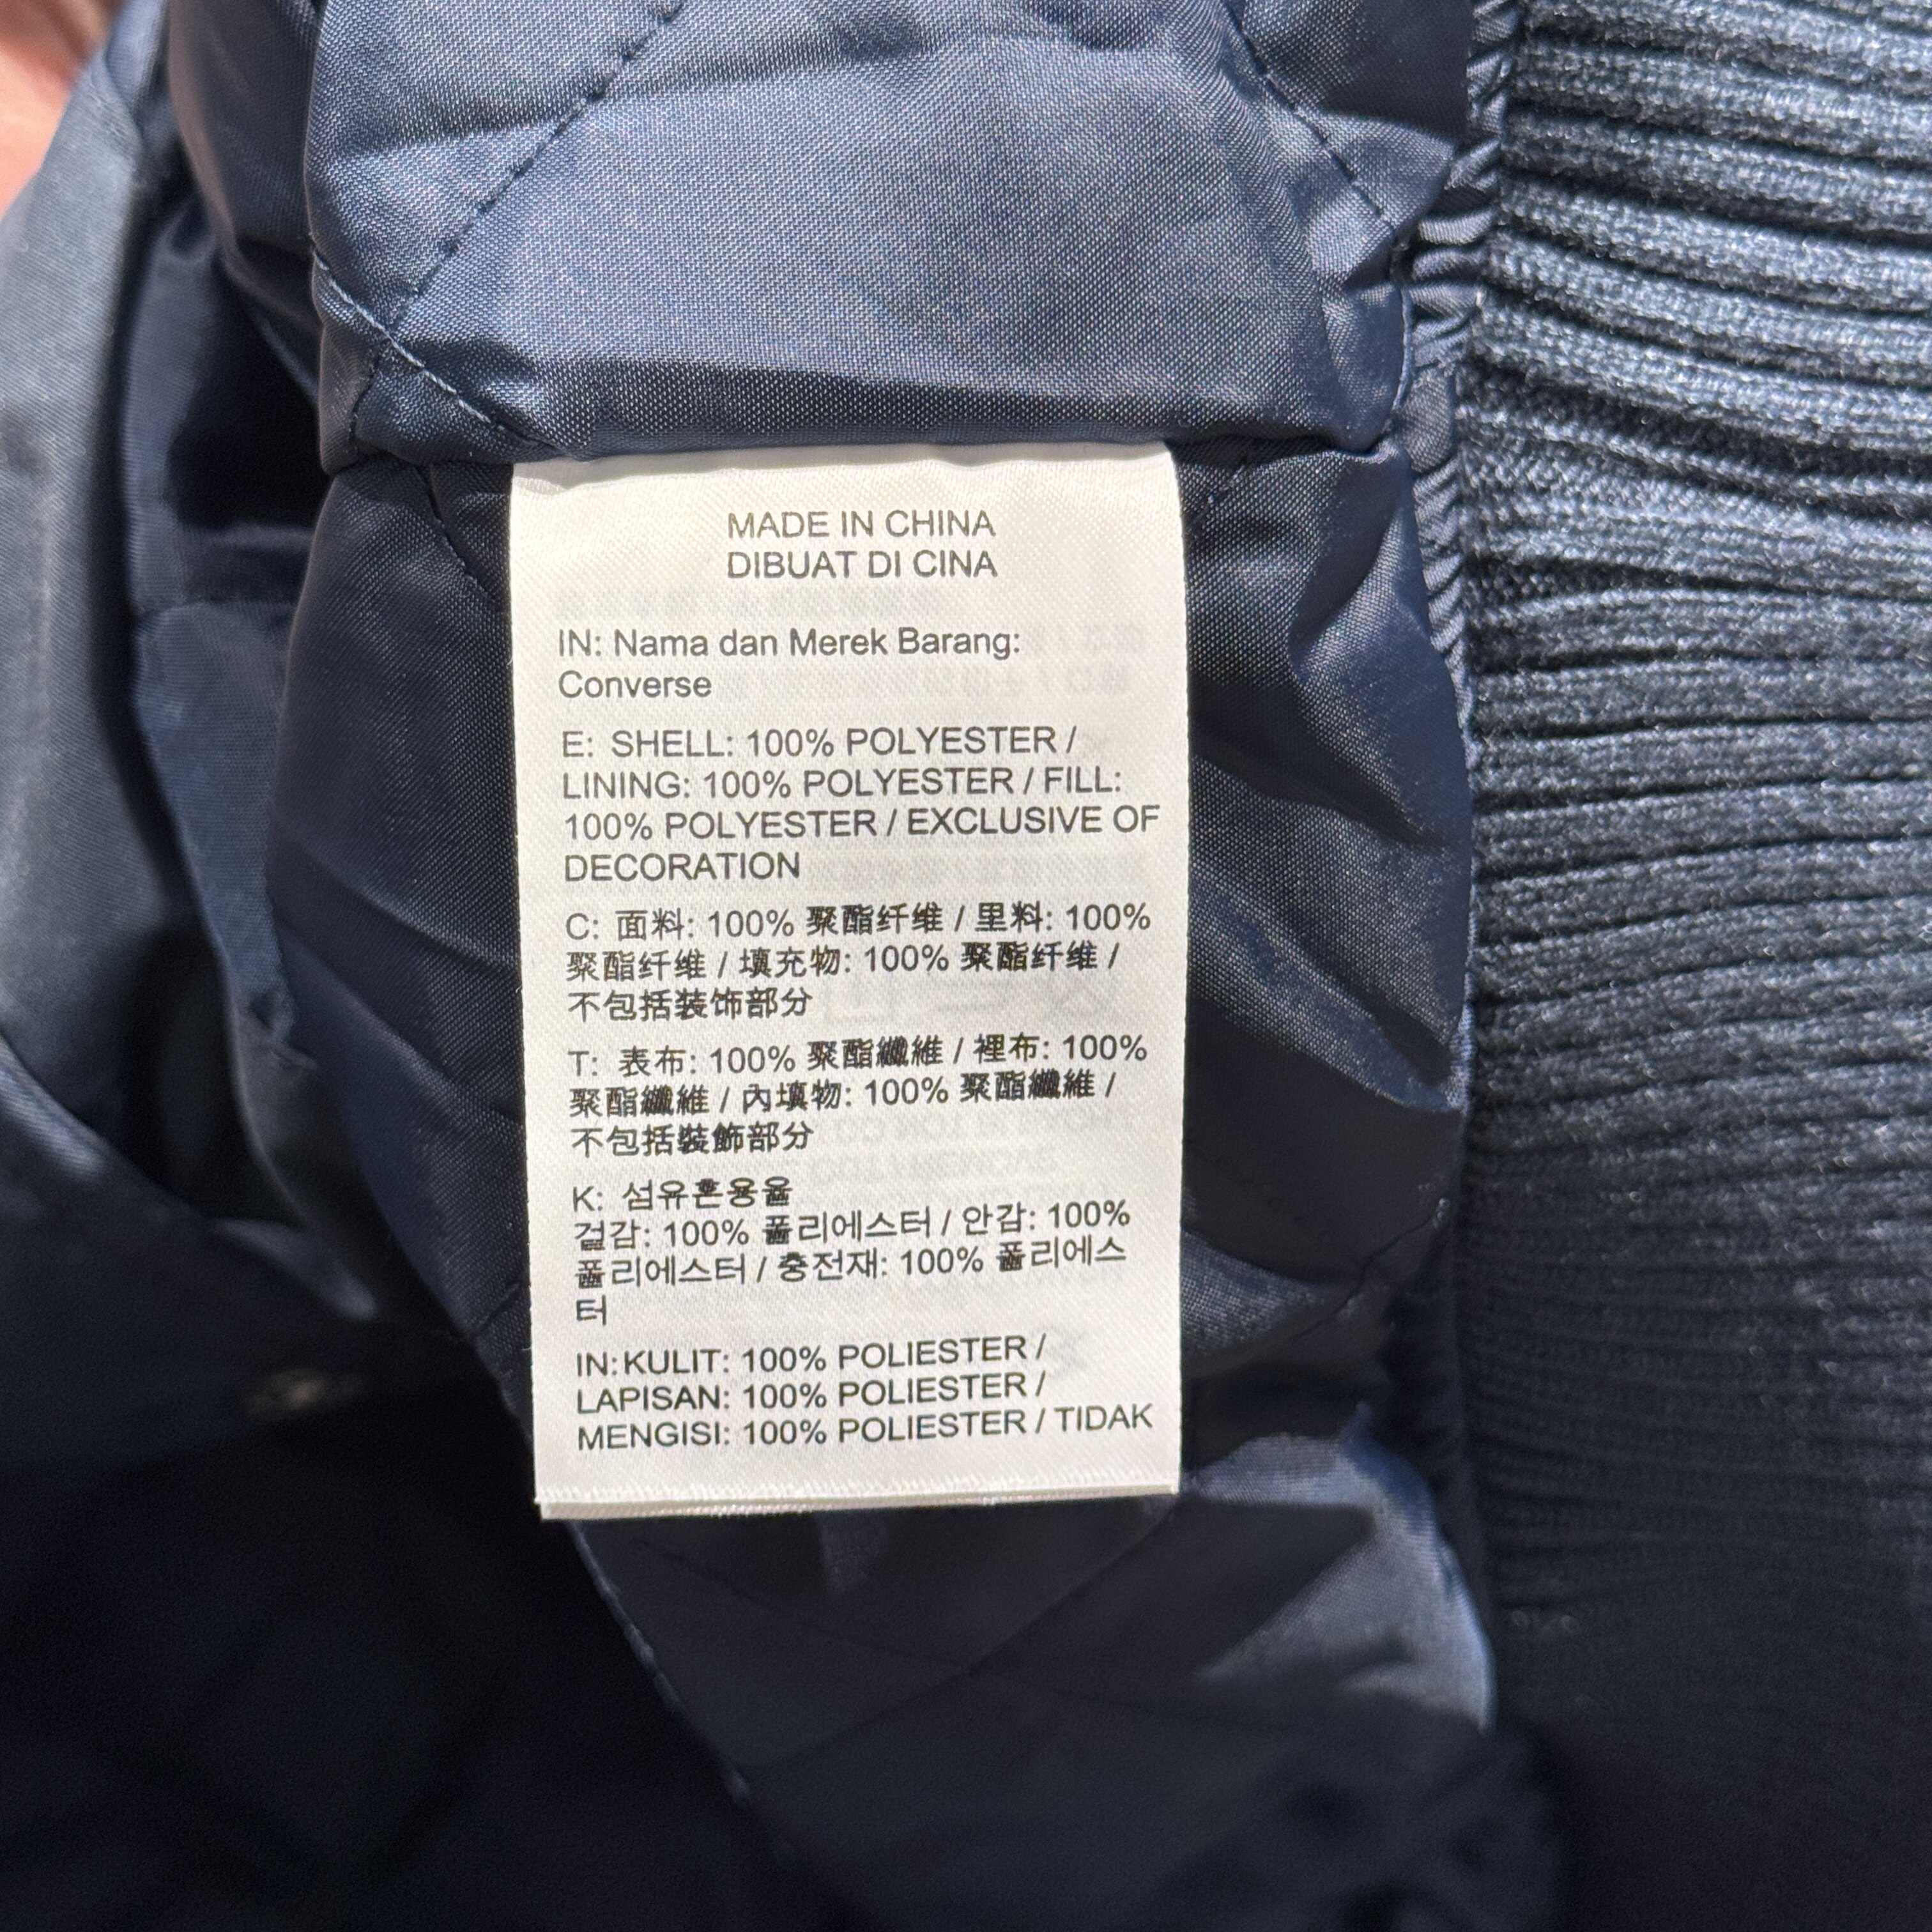 MADE IN CHINA
DIBUAT DI CINA
IN: Nama dan Merek Barang:
Converse
E: SHELL: 100% POLYESTER /
LINING: 100% POLYESTER / FILL:
100% POLYESTER / EXCLUSIVE OF
DECORATION
C: 面料: 100% 聚酯纤维 / 里料: 100%
聚酯纤维 / 填充物: 100% 聚酯纤维 /
不包括装饰部分
T: 表布: 100% 聚酯纖維 / 裡布: 100%
聚酯纖維 / 內填物: 100% 聚酯纖維 /
不包括裝飾部分
K: 섬유혼용율
겉감: 100% 폴리에스터 / 안감: 100%
폴리에스터 / 충전재: 100% 폴리에스
터
IN:KULIT: 100% POLIESTER /
LAPISAN: 100% POLIESTER /
MENGISI: 100% POLIESTER / TIDAK